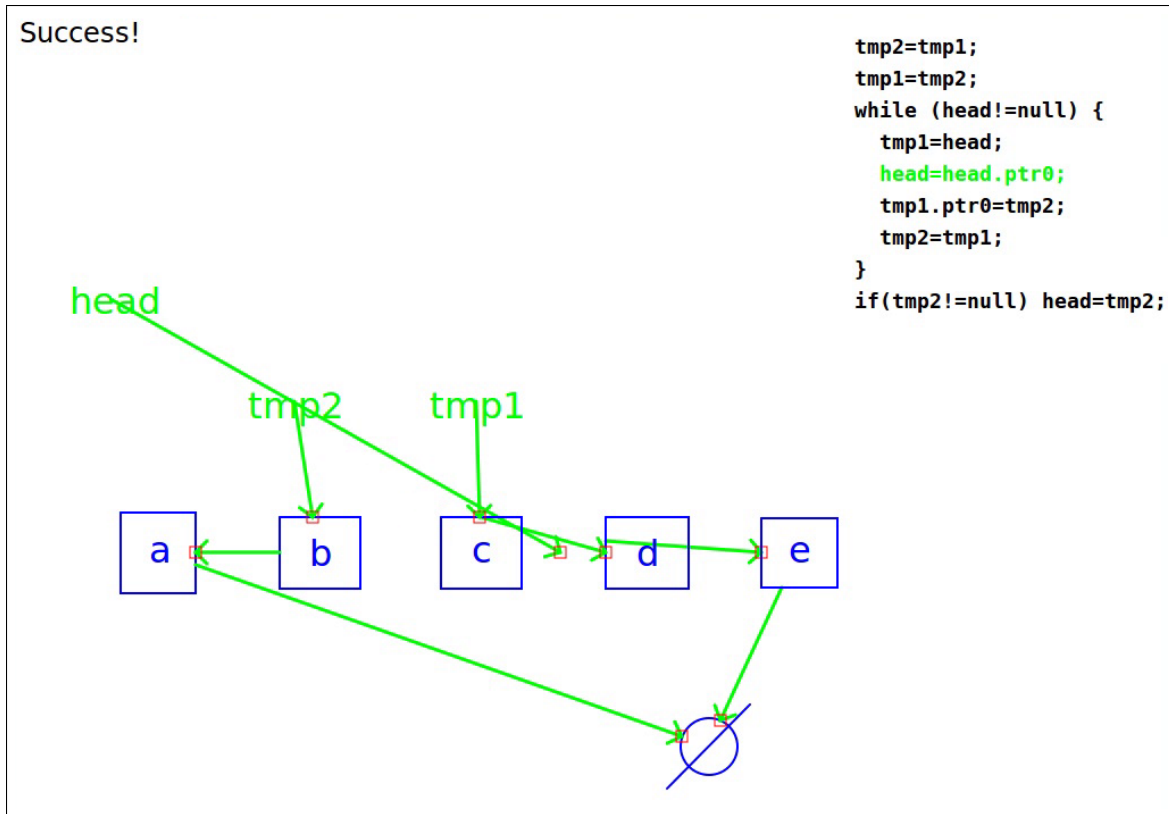 Success!
tmp2=tmp1;
tmp1=tmp2;
while (head!=null) {
  tmp1=head;
  head=head.ptr0;
  tmp1.ptr0=tmp2;
  tmp2=tmp1;
}
if(tmp2!=null) head=tmp2;
head
tmp2 tmp1
a b c d e